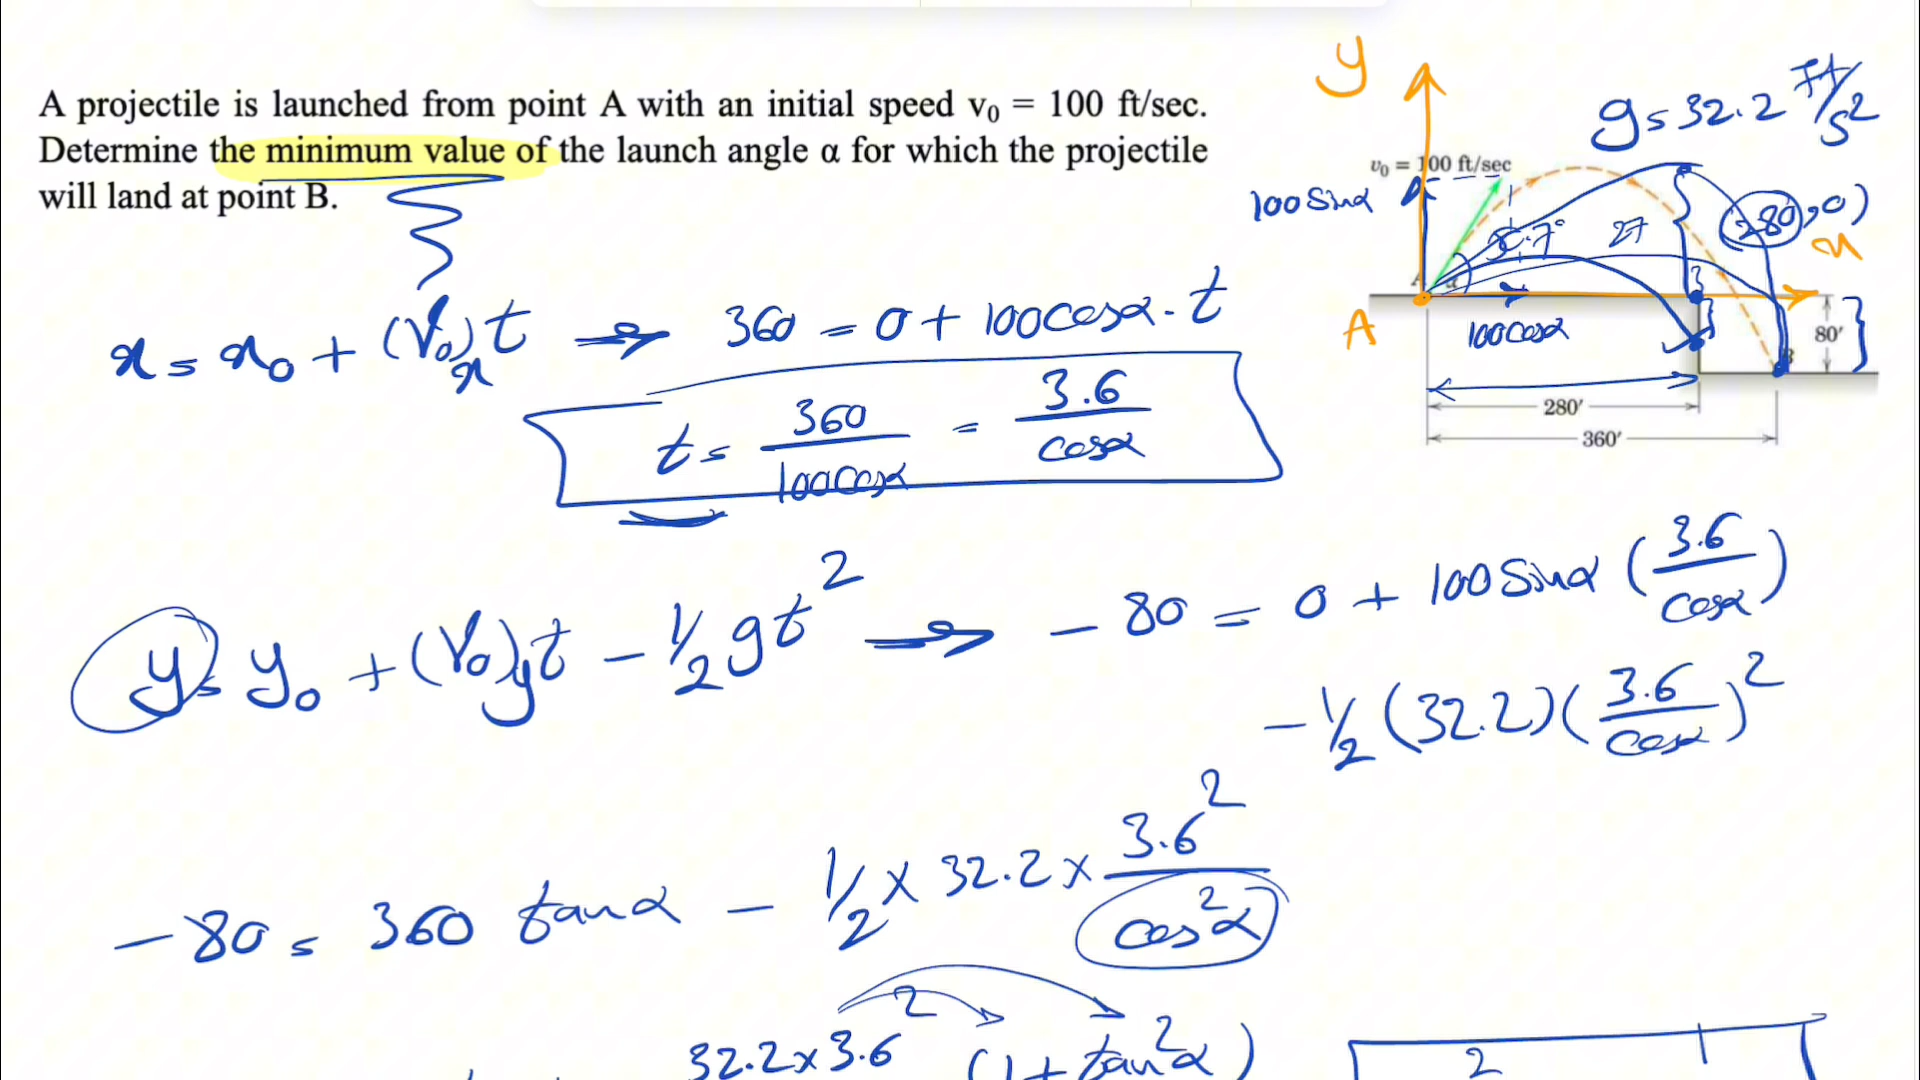 A projectile is launched from point A with an initial speed v₀ = 100 ft/sec.
Determine the minimum value of the launch angle α for which the projectile
will land at point B.
y
g = 32.2 ft/s²
v₀ = 100 ft/sec
100 sinα
27
(280, 0)
x
A
100cosα
80'
B
280'
360'
x = x₀ + (V₀)ₓt → 360 = 0 + 100cosα · t
t = 360/100cosα = 3.6/cosα
y = y₀ + (V₀)ᵧt - ½gt² → -80 = 0 + 100 sinα (3.6/cosα)
- ½ (32.2)(3.6/cosα)²
-80 = 360 tanα - ½ × 32.2 × 3.6²/cos²α
32.2 × 3.6² (1 + tan²α)
2